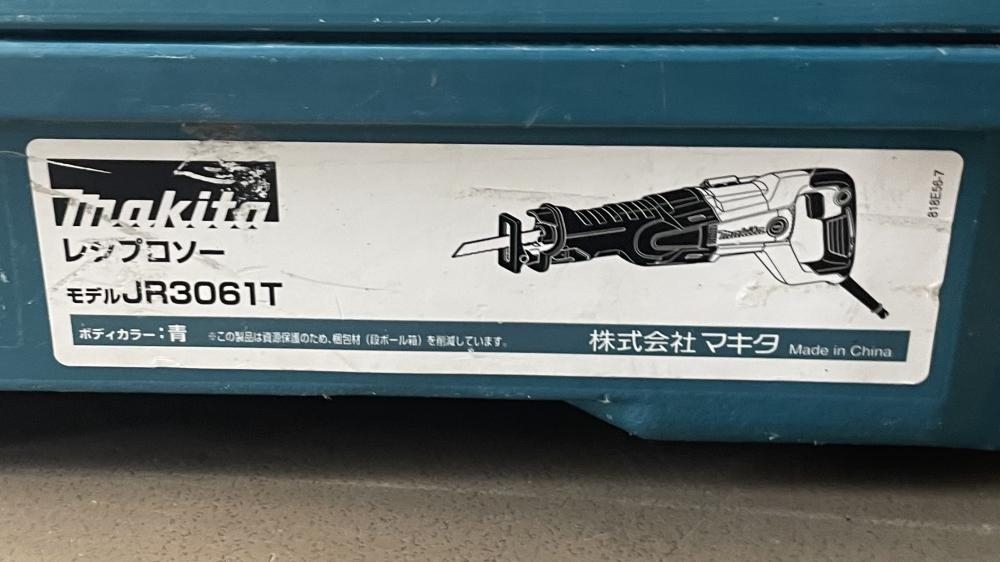 makita
レシプロソー
モデルJR3061T
makita
818E56-7
ボディカラー:青 ※この製品は資源保護のため、梱包材(段ボール箱)を削減しています。 株式会社マキタ Made in China